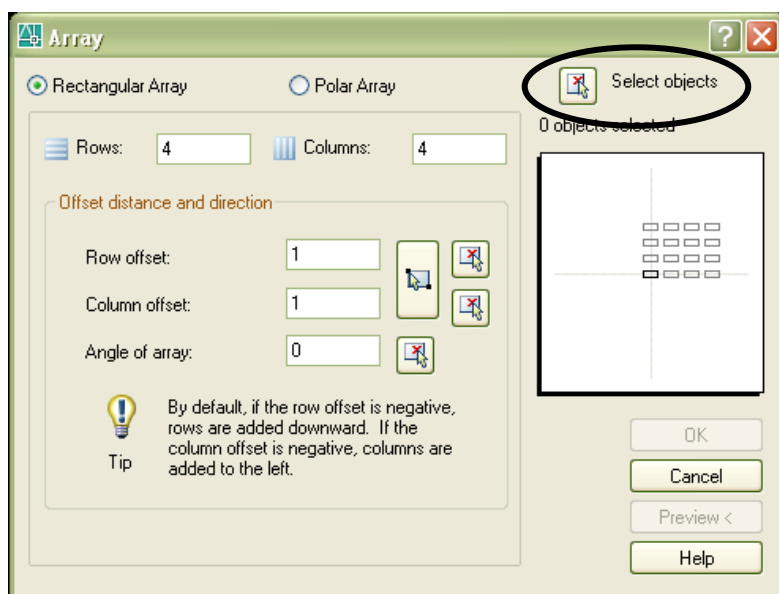 Array
Rectangular Array
Polar Array
Select objects
0 objects selected
Rows: 4
Columns: 4
Offset distance and direction
Row offset: 1
Column offset: 1
Angle of array: 0
Tip
By default, if the row offset is negative,
rows are added downward. If the
column offset is negative, columns are
added to the left.
OK
Cancel
Preview <
Help